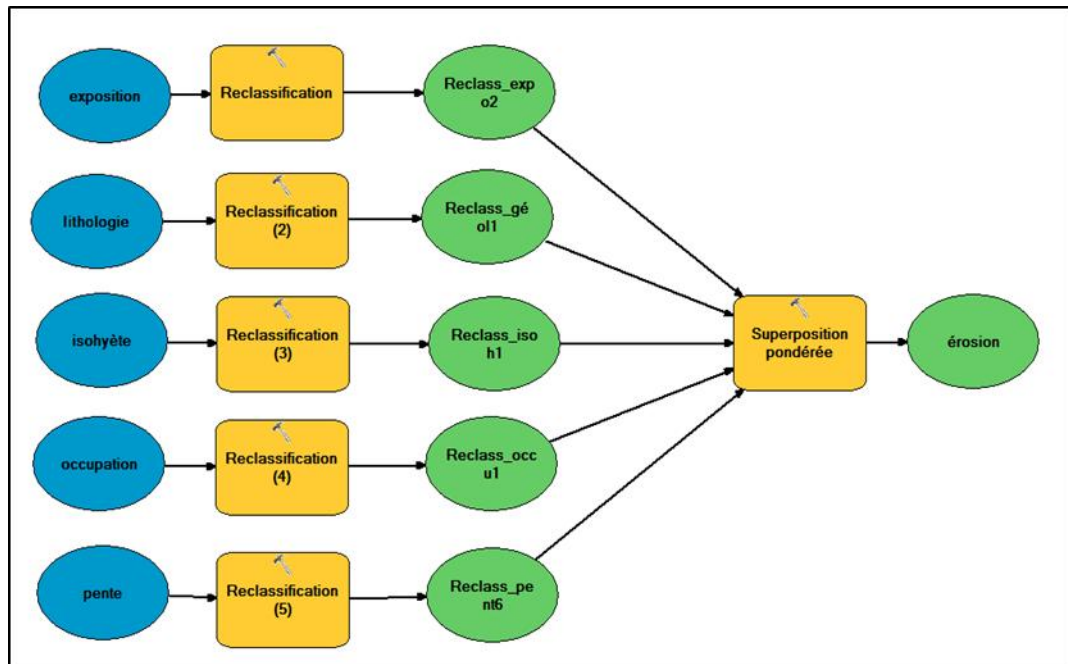 exposition
Reclassification
Reclass_exp
o2
lithologie
Reclassification
(2)
Reclass_gé
ol1
isohyète
Reclassification
(3)
Reclass_iso
h1
Superposition
pondérée
érosion
occupation
Reclassification
(4)
Reclass_occ
u1
pente
Reclassification
(5)
Reclass_pe
nt6